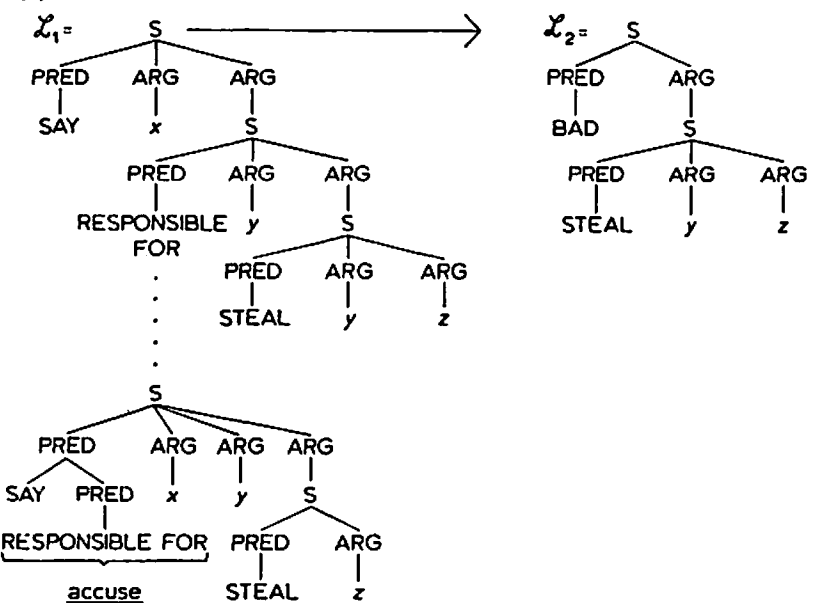 ℒ₁= S ℒ₂= S
PRED ARG ARG PRED ARG
SAY x S BAD S
PRED ARG ARG PRED ARG ARG
RESPONSIBLE FOR y S STEAL y z
PRED ARG ARG
STEAL y z
S
PRED ARG ARG ARG
SAY PRED x y S
RESPONSIBLE FOR PRED ARG
accuse STEAL z